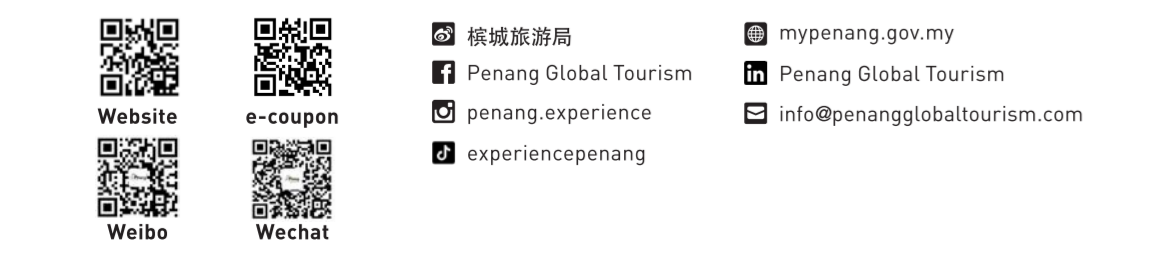 Website
e-coupon
Weibo
Wechat
槟城旅游局
Penang Global Tourism
penang.experience
experiencepenang
mypenang.gov.my
Penang Global Tourism
info@penangglobaltourism.com